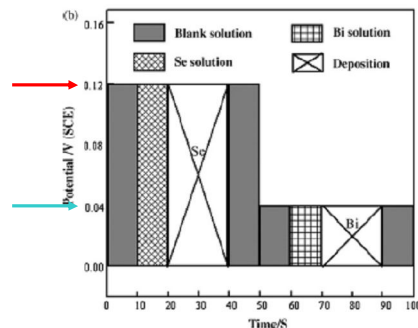 (b)
Blank solution
Bi solution
Se solution
Deposition
Potential /V (SCE)
0.16
0.12
0.08
0.04
0.00
Se
Bi
0 10 20 30 40 50 60 70 80 90 100
Time/S